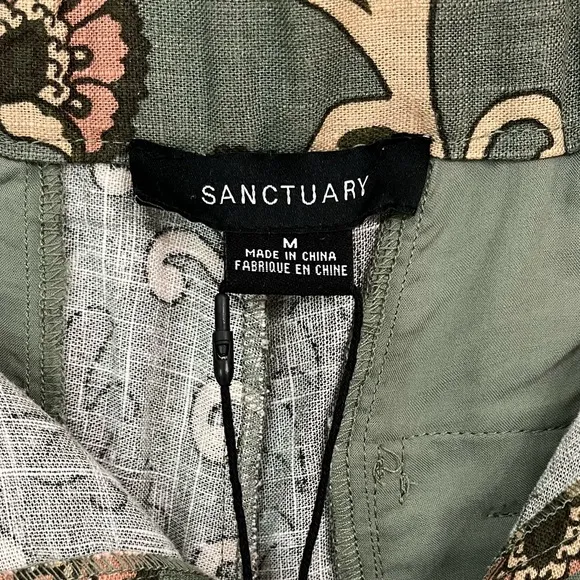 SANCTUARY
M
MADE IN CHINA
FABRIQUE EN CHINE